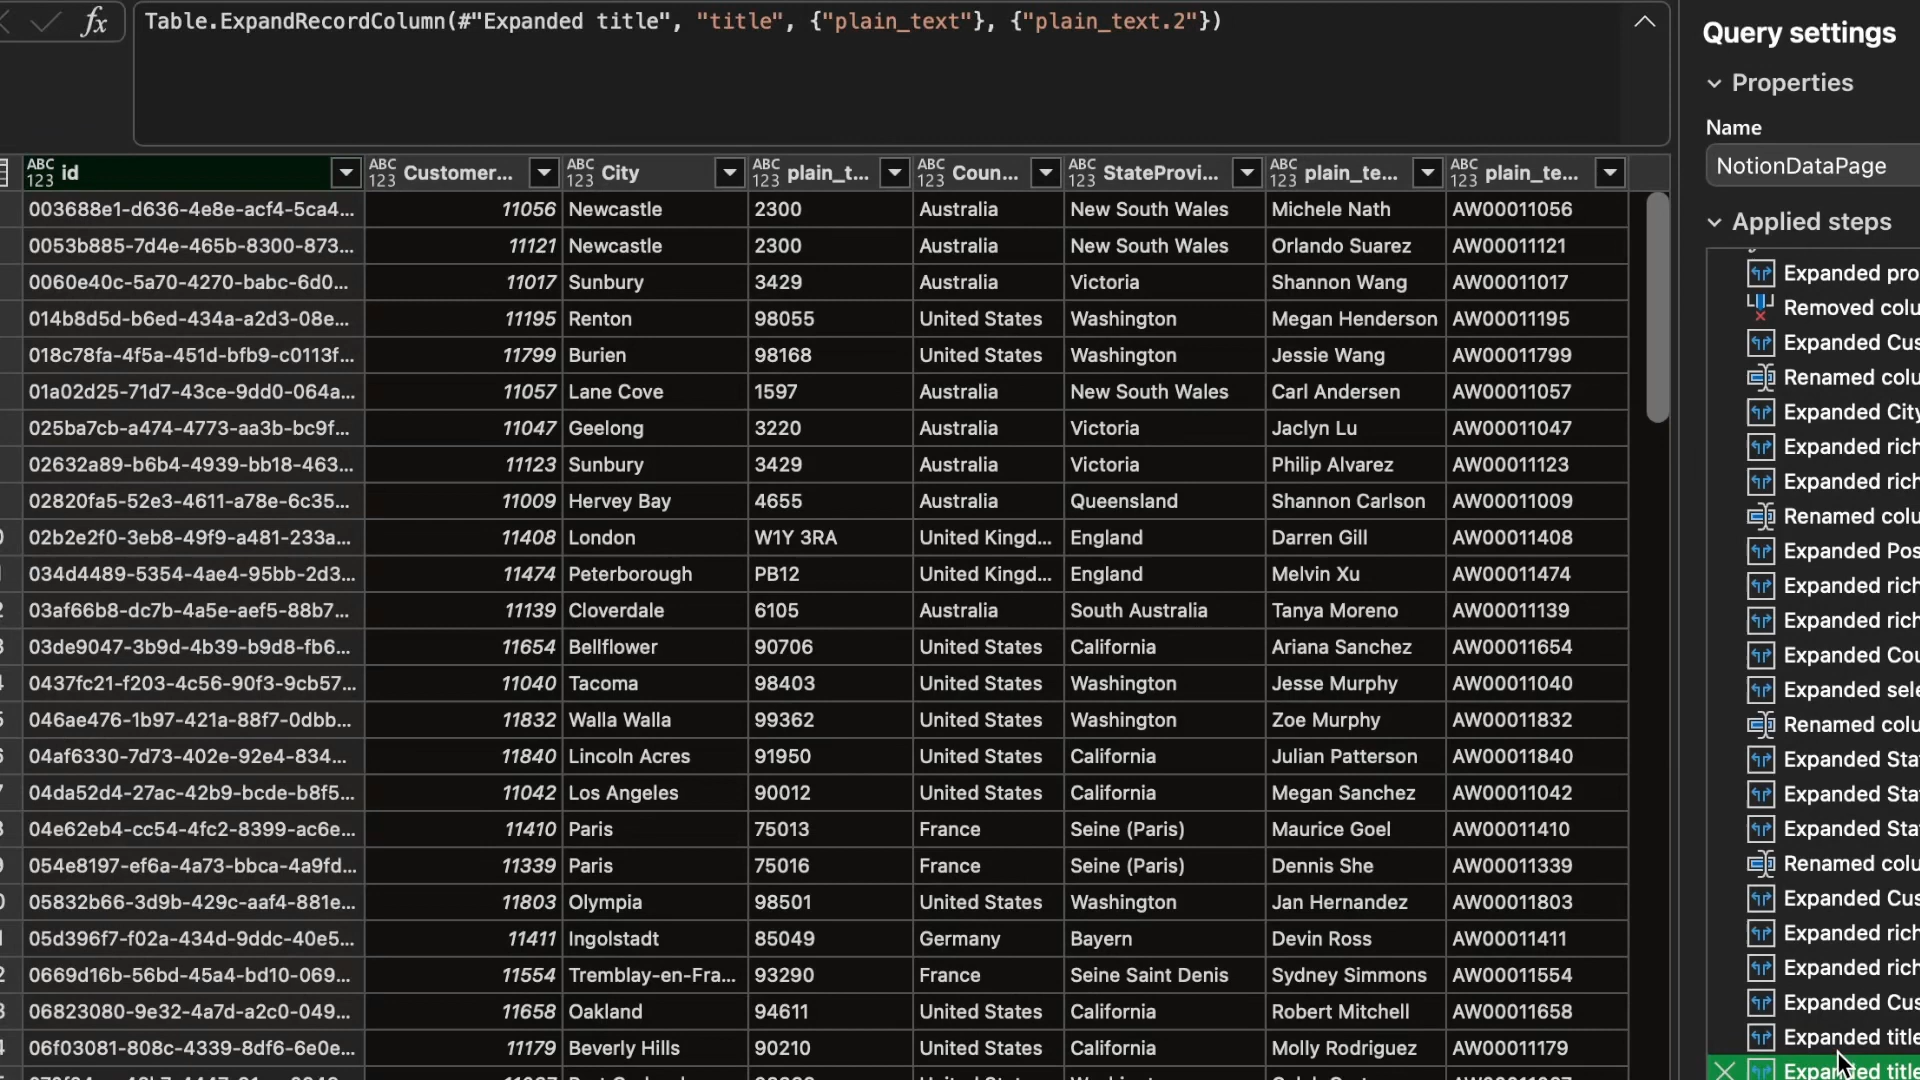 fx Table.ExpandRecordColumn(#"Expanded title", "title", {"plain_text"}, {"plain_text.2"})
Query settings
Properties
Name
NotionDataPage
Applied steps
ABC 123 id ABC 123 Customer... ABC 123 City ABC 123 plain_t... ABC 123 Coun... ABC 123 StateProvi... ABC 123 plain_te... ABC 123 plain_te...
003688e1-d636-4e8e-acf4-5ca4... 11056 Newcastle 2300 Australia New South Wales Michele Nath AW00011056
0053b885-7d4e-465b-8300-873... 11121 Newcastle 2300 Australia New South Wales Orlando Suarez AW00011121
0060e40c-5a70-4270-babc-6d0... 11017 Sunbury 3429 Australia Victoria Shannon Wang AW00011017
014b8d5d-b6ed-434a-a2d3-08e... 11195 Renton 98055 United States Washington Megan Henderson AW00011195
018c78fa-4f5a-451d-bfb9-c0113f... 11799 Burien 98168 United States Washington Jessie Wang AW00011799
01a02d25-71d7-43ce-9dd0-064a... 11057 Lane Cove 1597 Australia New South Wales Carl Andersen AW00011057
025ba7cb-a474-4773-aa3b-bc9f... 11047 Geelong 3220 Australia Victoria Jaclyn Lu AW00011047
02632a89-b6b4-4939-bb18-463... 11123 Sunbury 3429 Australia Victoria Philip Alvarez AW00011123
02820fa5-52e3-4611-a78e-6c35... 11009 Hervey Bay 4655 Australia Queensland Shannon Carlson AW00011009
02b2e2f0-3eb8-49f9-a481-233a... 11408 London W1Y 3RA United Kingd... England Darren Gill AW00011408
034d4489-5354-4ae4-95bb-2d3... 11474 Peterborough PB12 United Kingd... England Melvin Xu AW00011474
03af66b8-dc7b-4a5e-aef5-88b7... 11139 Cloverdale 6105 Australia South Australia Tanya Moreno AW00011139
03de9047-3b9d-4b39-b9d8-fb6... 11654 Bellflower 90706 United States California Ariana Sanchez AW00011654
0437fc21-f203-4c56-90f3-9cb57... 11040 Tacoma 98403 United States Washington Jesse Murphy AW00011040
046ae476-1b97-421a-88f7-0dbb... 11832 Walla Walla 99362 United States Washington Zoe Murphy AW00011832
04af6330-7d73-402e-92e4-834... 11840 Lincoln Acres 91950 United States California Julian Patterson AW00011840
04da52d4-27ac-42b9-bcde-b8f5... 11042 Los Angeles 90012 United States California Megan Sanchez AW00011042
04e62eb4-cc54-4fc2-8399-ac6e... 11410 Paris 75013 France Seine (Paris) Maurice Goel AW00011410
054e8197-ef6a-4a73-bbca-4a9fd... 11339 Paris 75016 France Seine (Paris) Dennis She AW00011339
05832b66-3d9b-429c-aaf4-881e... 11803 Olympia 98501 United States Washington Jan Hernandez AW00011803
05d396f7-f02a-434d-9ddc-40e5... 11411 Ingolstadt 85049 Germany Bayern Devin Ross AW00011411
0669d16b-56bd-45a4-bd10-069... 11554 Tremblay-en-Fra... 93290 France Seine Saint Denis Sydney Simmons AW00011554
06823080-9e32-4a7d-a2c0-049... 11658 Oakland 94611 United States California Robert Mitchell AW00011658
06f03081-808c-4339-8df6-6e0e... 11179 Beverly Hills 90210 United States California Molly Rodriguez AW00011179
Expanded pro
Removed colu
Expanded Cus
Renamed colu
Expanded City
Expanded rich
Expanded rich
Renamed colu
Expanded Pos
Expanded rich
Expanded rich
Expanded Cou
Expanded sele
Renamed colu
Expanded Sta
Expanded Sta
Expanded Sta
Renamed colu
Expanded Cus
Expanded rich
Expanded rich
Expanded Cus
Expanded title
Expanded title